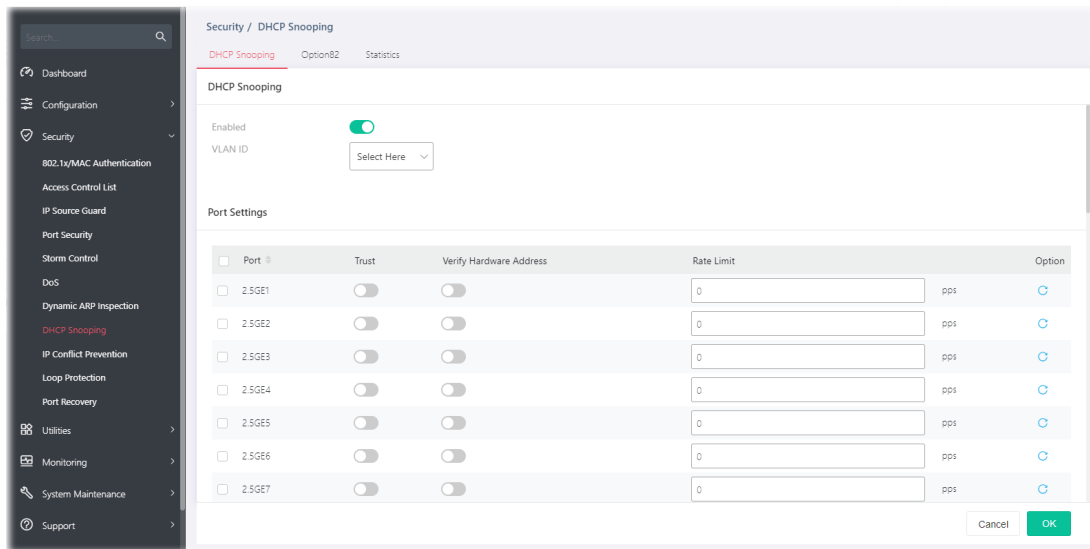 Search...
Dashboard
Configuration
Security
802.1x/MAC Authentication
Access Control List
IP Source Guard
Port Security
Storm Control
DoS
Dynamic ARP Inspection
DHCP Snooping
IP Conflict Prevention
Loop Protection
Port Recovery
Utilities
Monitoring
System Maintenance
Support
Security / DHCP Snooping
DHCP Snooping Option82 Statistics
DHCP Snooping
Enabled
VLAN ID Select Here
Port Settings
Port Trust Verify Hardware Address Rate Limit Option
2.5GE1 0 pps
2.5GE2 0 pps
2.5GE3 0 pps
2.5GE4 0 pps
2.5GE5 0 pps
2.5GE6 0 pps
2.5GE7 0 pps
Cancel OK